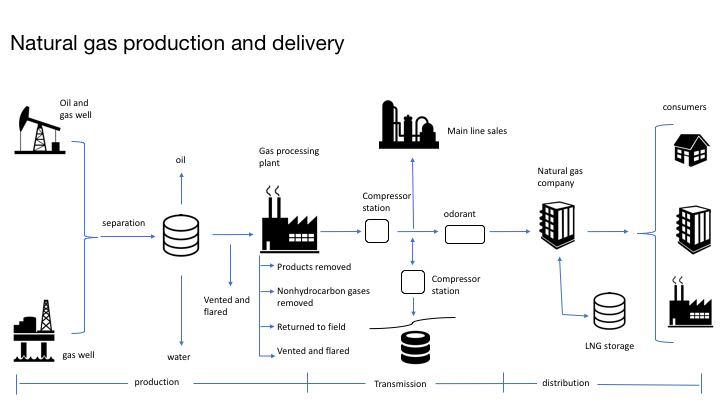 Natural gas production and delivery
Oil and
gas well
consumers
Main line sales
oil
Gas processing
plant
Natural gas
company
Compressor
station
odorant
separation
Products removed
Compressor
station
Nonhydrocarbon gases
removed
Vented and
flared
Returned to field
LNG storage
Vented and flared
gas well
water
production
Transmission
distribution